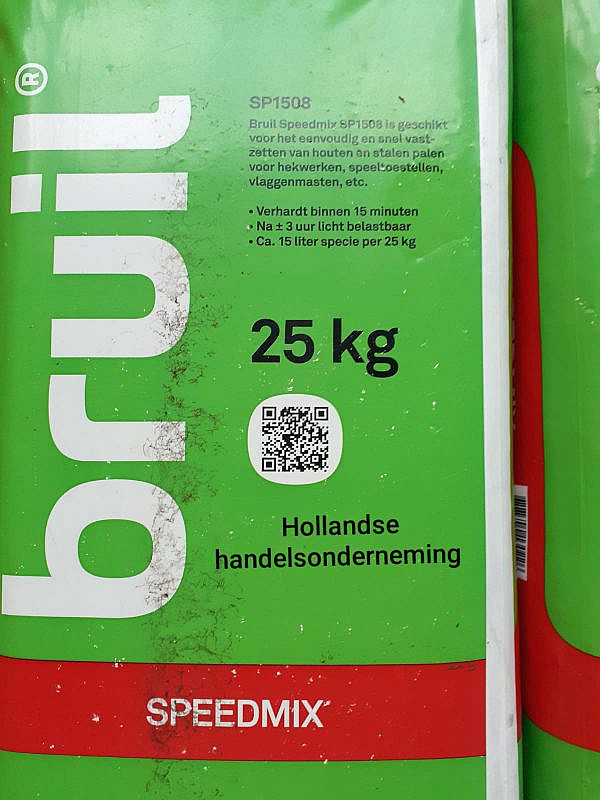 bruil®
SP1508
Bruil Speedmix SP1508 is geschikt
voor het eenvoudig en snel vast-
zetten van houten en stalen palen
voor hekwerken, speeltoestellen,
vlaggenmasten, etc.
• Verhardt binnen 15 minuten
• Na ± 3 uur licht belastbaar
• Ca. 15 liter specie per 25 kg
25 kg
Hollandse
handelsonderneming
SPEEDMIX